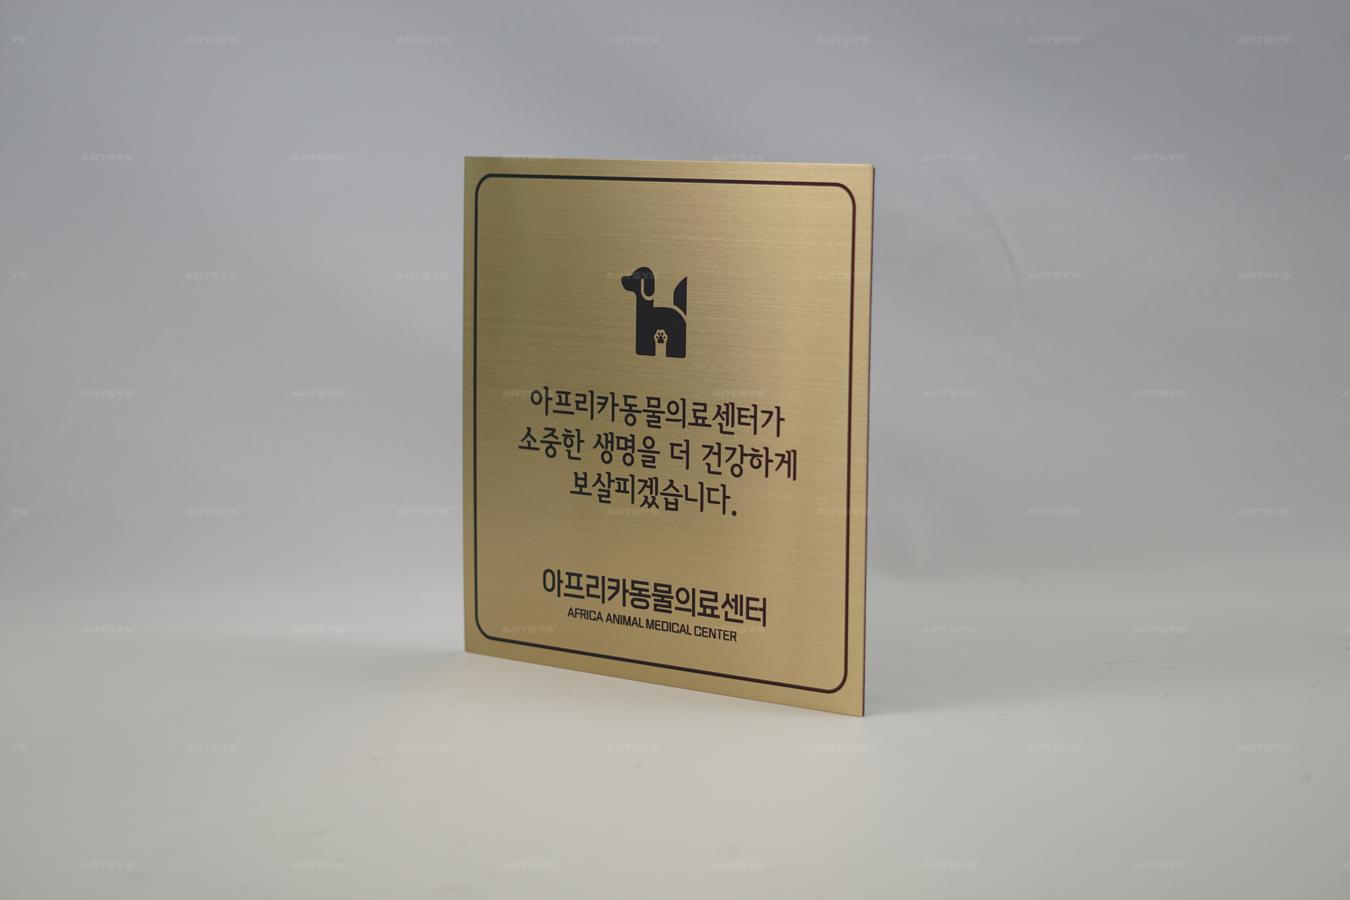 아프리카동물의료센터가
소중한 생명을 더 건강하게
보살피겠습니다.
아프리카동물의료센터
AFRICA ANIMAL MEDICAL CENTER
ARTSYS